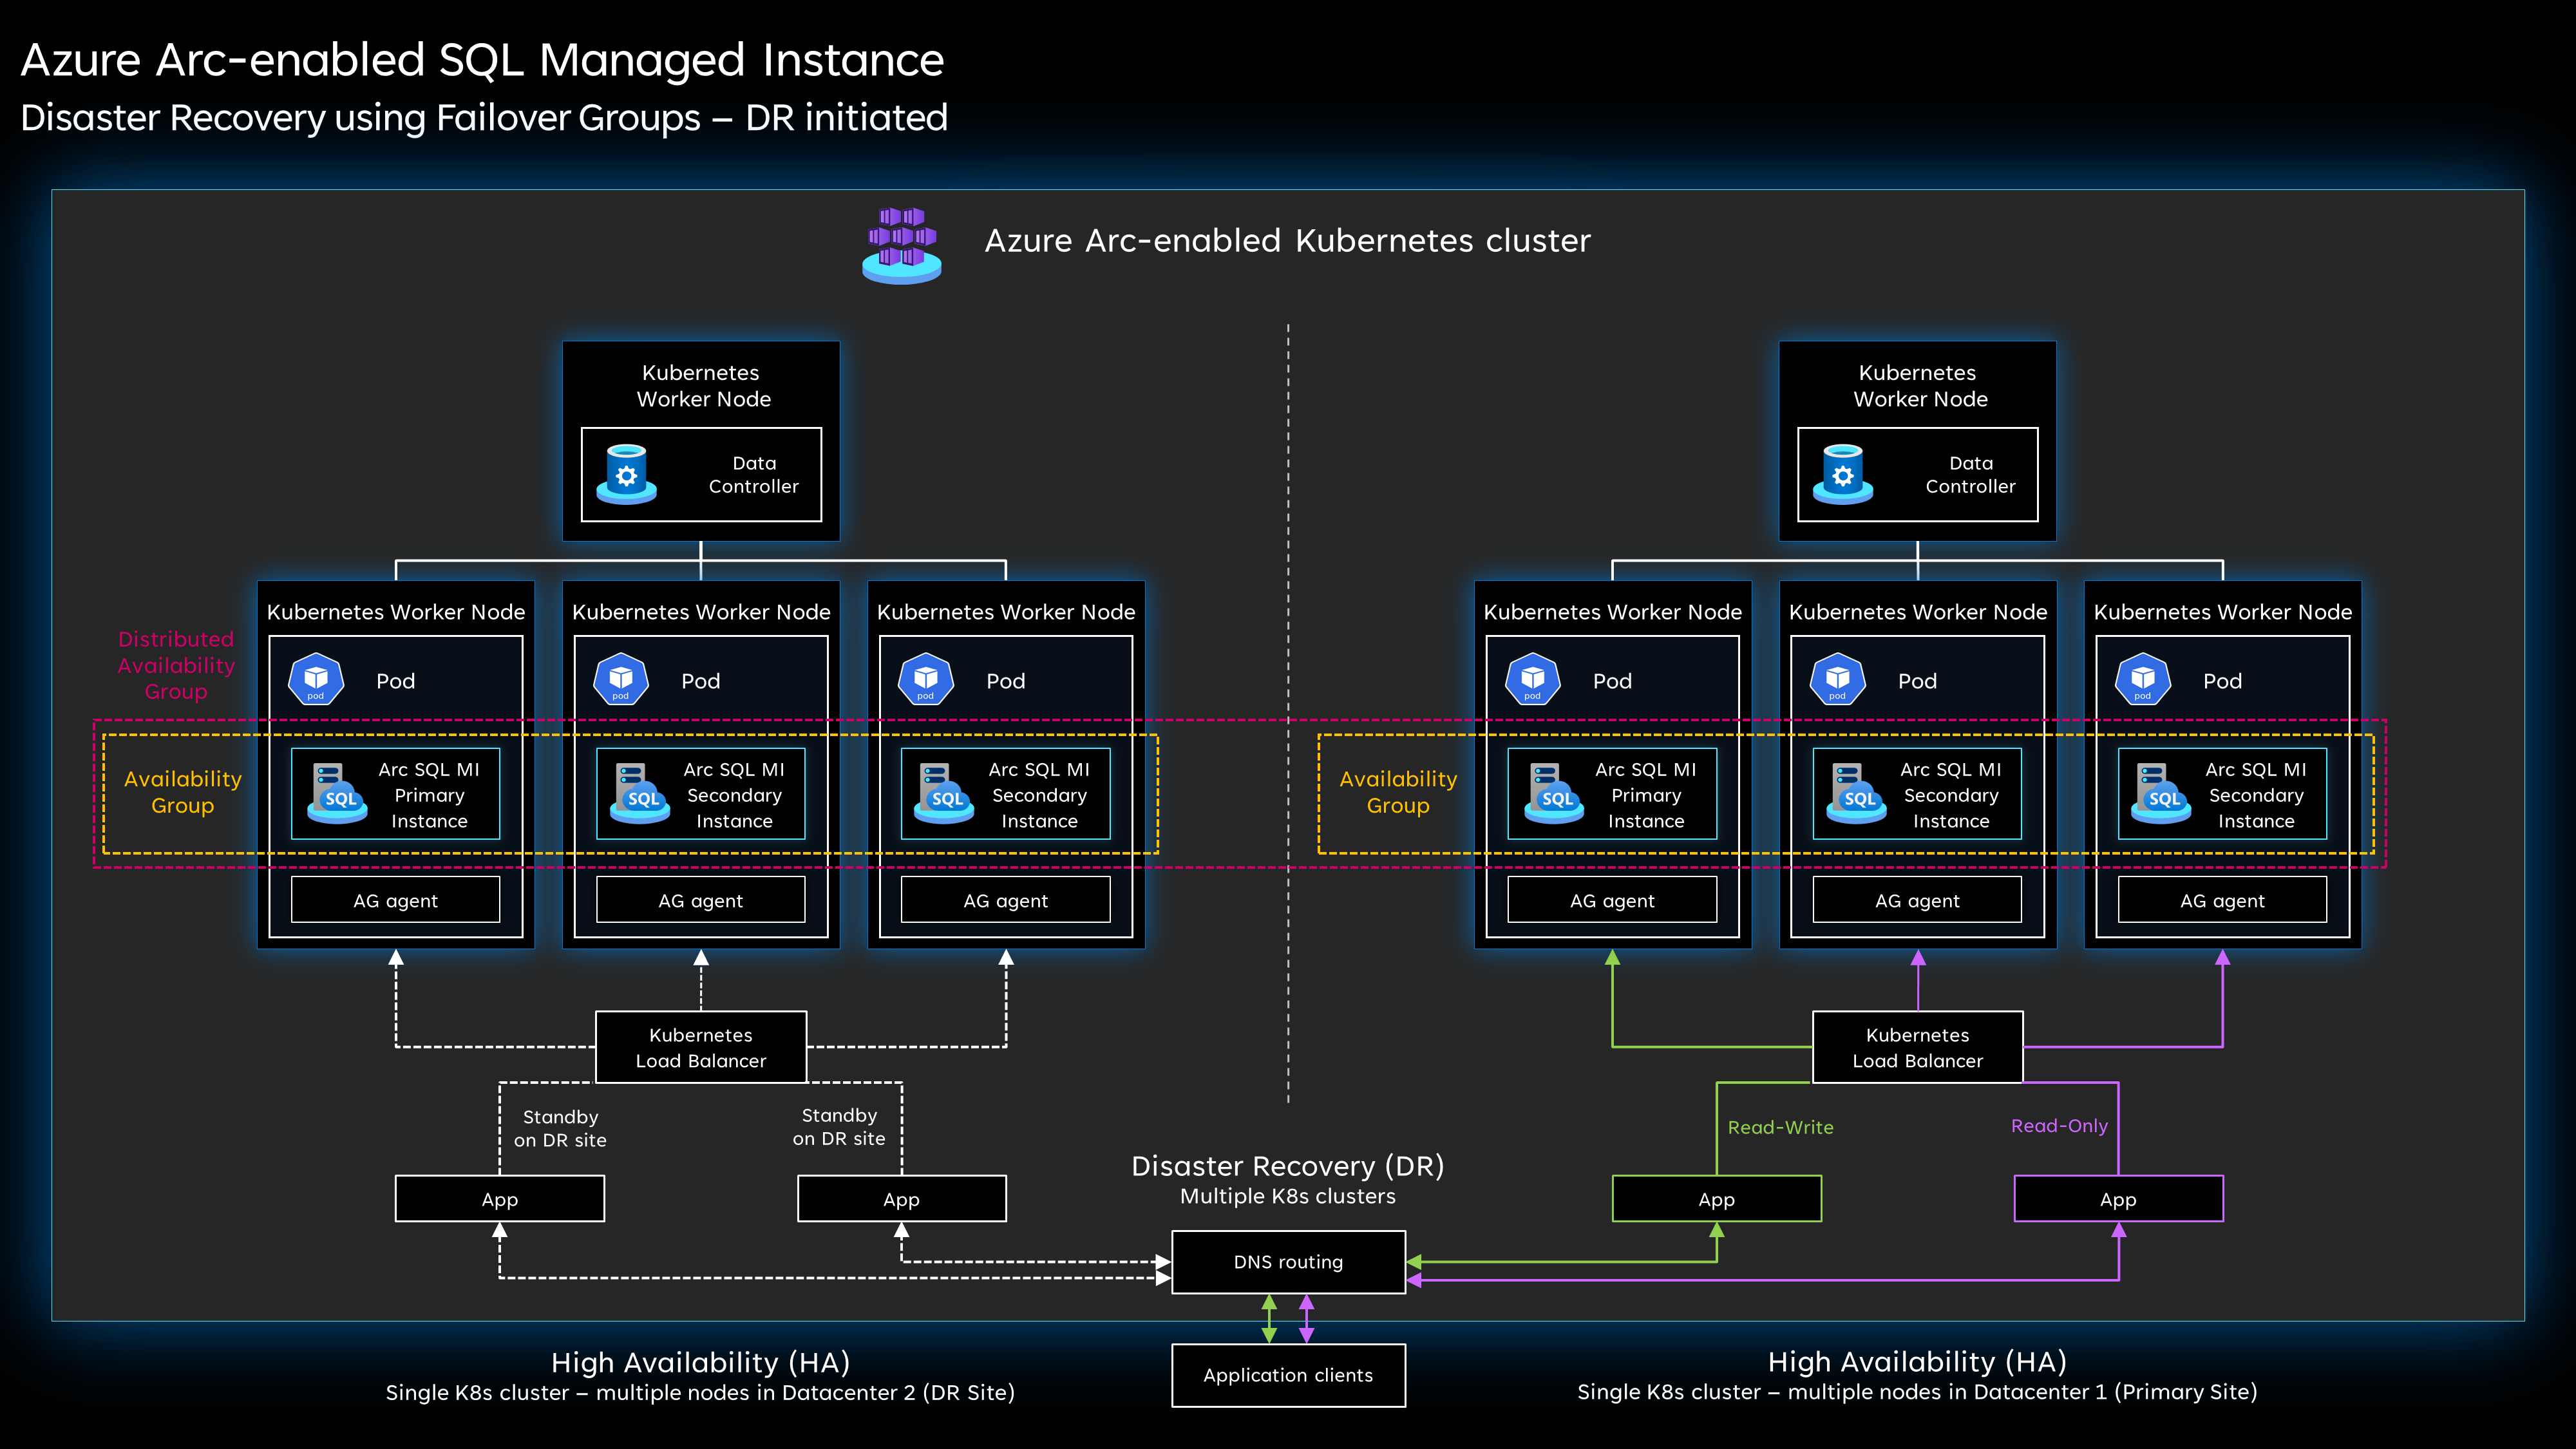 Azure Arc-enabled SQL Managed Instance
Disaster Recovery using Failover Groups – DR initiated
Azure Arc-enabled Kubernetes cluster
Kubernetes
Worker Node
Data
Controller
Kubernetes
Worker Node
Data
Controller
Distributed
Availability
Group
Availability
Group
Kubernetes Worker Node
pod
Pod
Arc SQL MI
Primary
Instance
SQL
AG agent
Kubernetes Worker Node
pod
Pod
Arc SQL MI
Secondary
Instance
SQL
AG agent
Kubernetes Worker Node
pod
Pod
Arc SQL MI
Secondary
Instance
SQL
AG agent
Availability
Group
Kubernetes Worker Node
pod
Pod
Arc SQL MI
Primary
Instance
SQL
AG agent
Kubernetes Worker Node
pod
Pod
Arc SQL MI
Secondary
Instance
SQL
AG agent
Kubernetes Worker Node
pod
Pod
Arc SQL MI
Secondary
Instance
SQL
AG agent
Kubernetes
Load Balancer
Standby
on DR site
Standby
on DR site
App
App
Disaster Recovery (DR)
Multiple K8s clusters
Kubernetes
Load Balancer
Read-Write
Read-Only
App
App
DNS routing
Application clients
High Availability (HA)
Single K8s cluster – multiple nodes in Datacenter 2 (DR Site)
High Availability (HA)
Single K8s cluster – multiple nodes in Datacenter 1 (Primary Site)